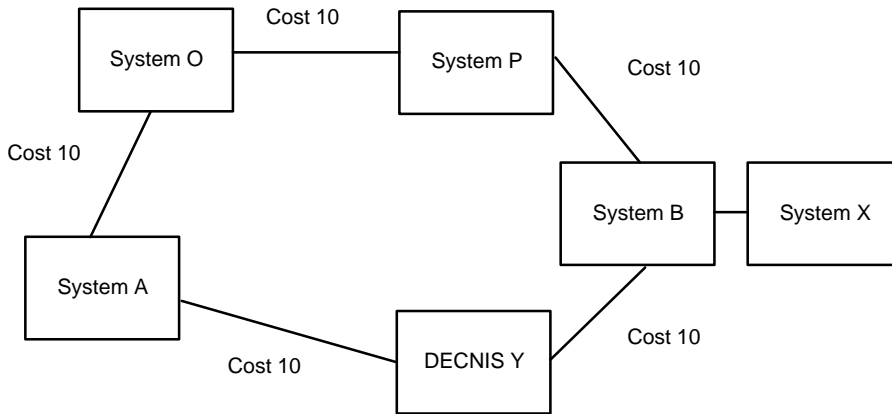 Cost 10
System O
System P
Cost 10
Cost 10
System B
System X
System A
Cost 10
DECNIS Y
Cost 10